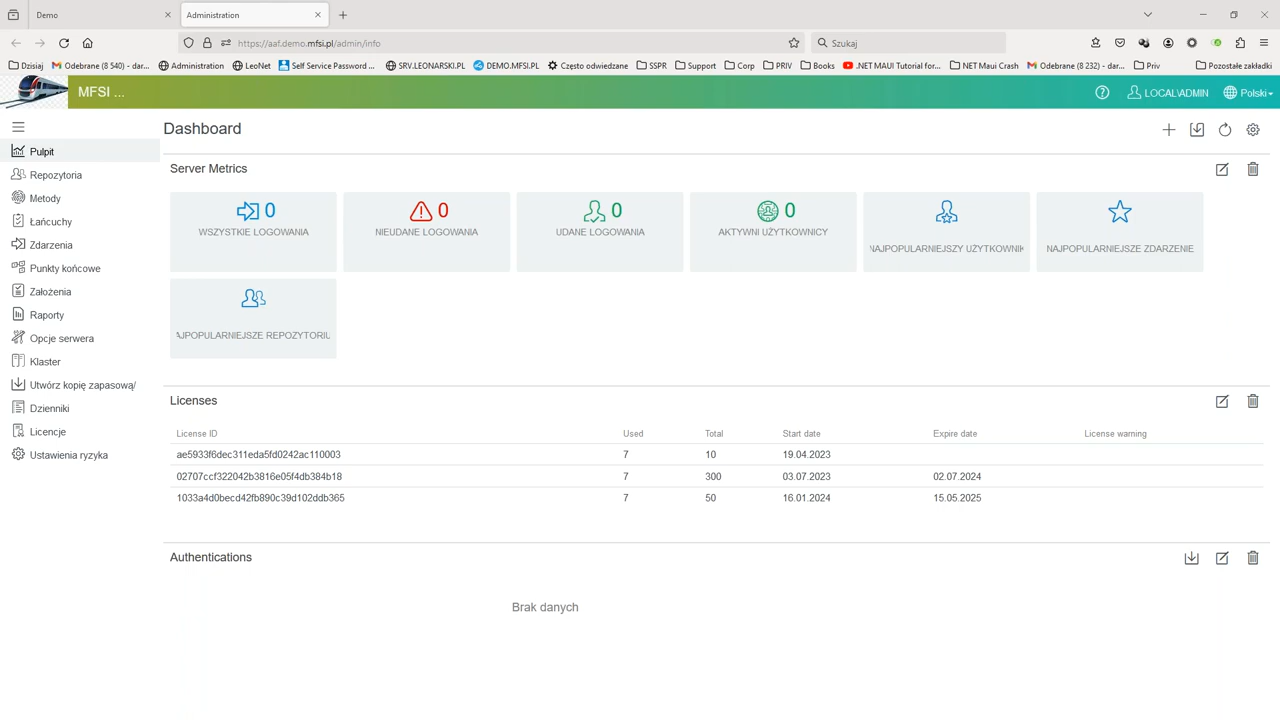 Demo
Administration
https://aaf.demo.mfsi.pl/admin/info
Szukaj
Dzisiaj
Odebrane (8 540) - dar...
Administration
LeoNet
Self Service Password ...
SRV.LEONARSKI.PL
DEMO.MFSI.PL
Często odwiedzane
SSPR
Support
Corp
PRIV
Books
.NET MAUI Tutorial for...
NET Maui Crash
Odebrane (8 232) - dar...
Priv
Pozostałe zakładki
MFSI ...
LOCAL\ADMIN
Polski
Dashboard
Pulpit
Repozytoria
Metody
Łańcuchy
Zdarzenia
Punkty końcowe
Założenia
Raporty
Opcje serwera
Klaster
Utwórz kopię zapasową/
Dzienniki
Licencje
Ustawienia ryzyka
Server Metrics
0
WSZYSTKIE LOGOWANIA
0
NIEUDANE LOGOWANIA
0
UDANE LOGOWANIA
0
AKTYWNI UŻYTKOWNICY
NAJPOPULARNIEJSZY UŻYTKOWNIK
NAJPOPULARNIEJSZE ZDARZENIE
AJPOPULARNIEJSZE REPOZYTORIU
Licenses
License ID Used Total Start date Expire date License warning
ae5933f6dec311eda5fd0242ac110003 7 10 19.04.2023
02707ccf322042b3816e05f4db384b18 7 300 03.07.2023 02.07.2024
1033a4d0becd42fb890c39d102ddb365 7 50 16.01.2024 15.05.2025
Authentications
Brak danych